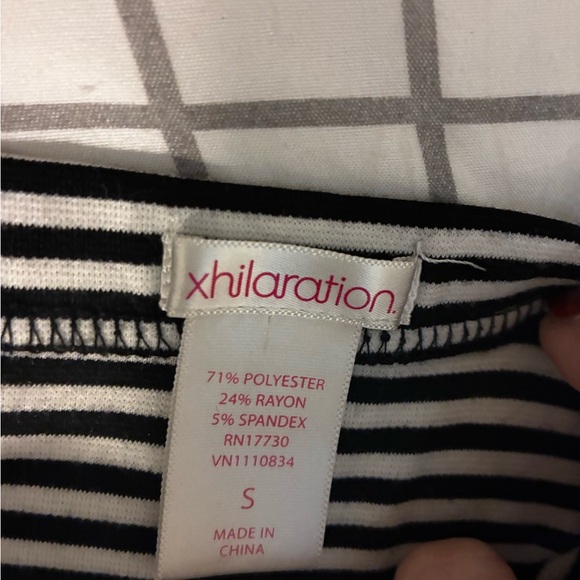 xhilaration.
71% POLYESTER
24% RAYON
5% SPANDEX
RN17730
VN1110834
S
MADE IN
CHINA